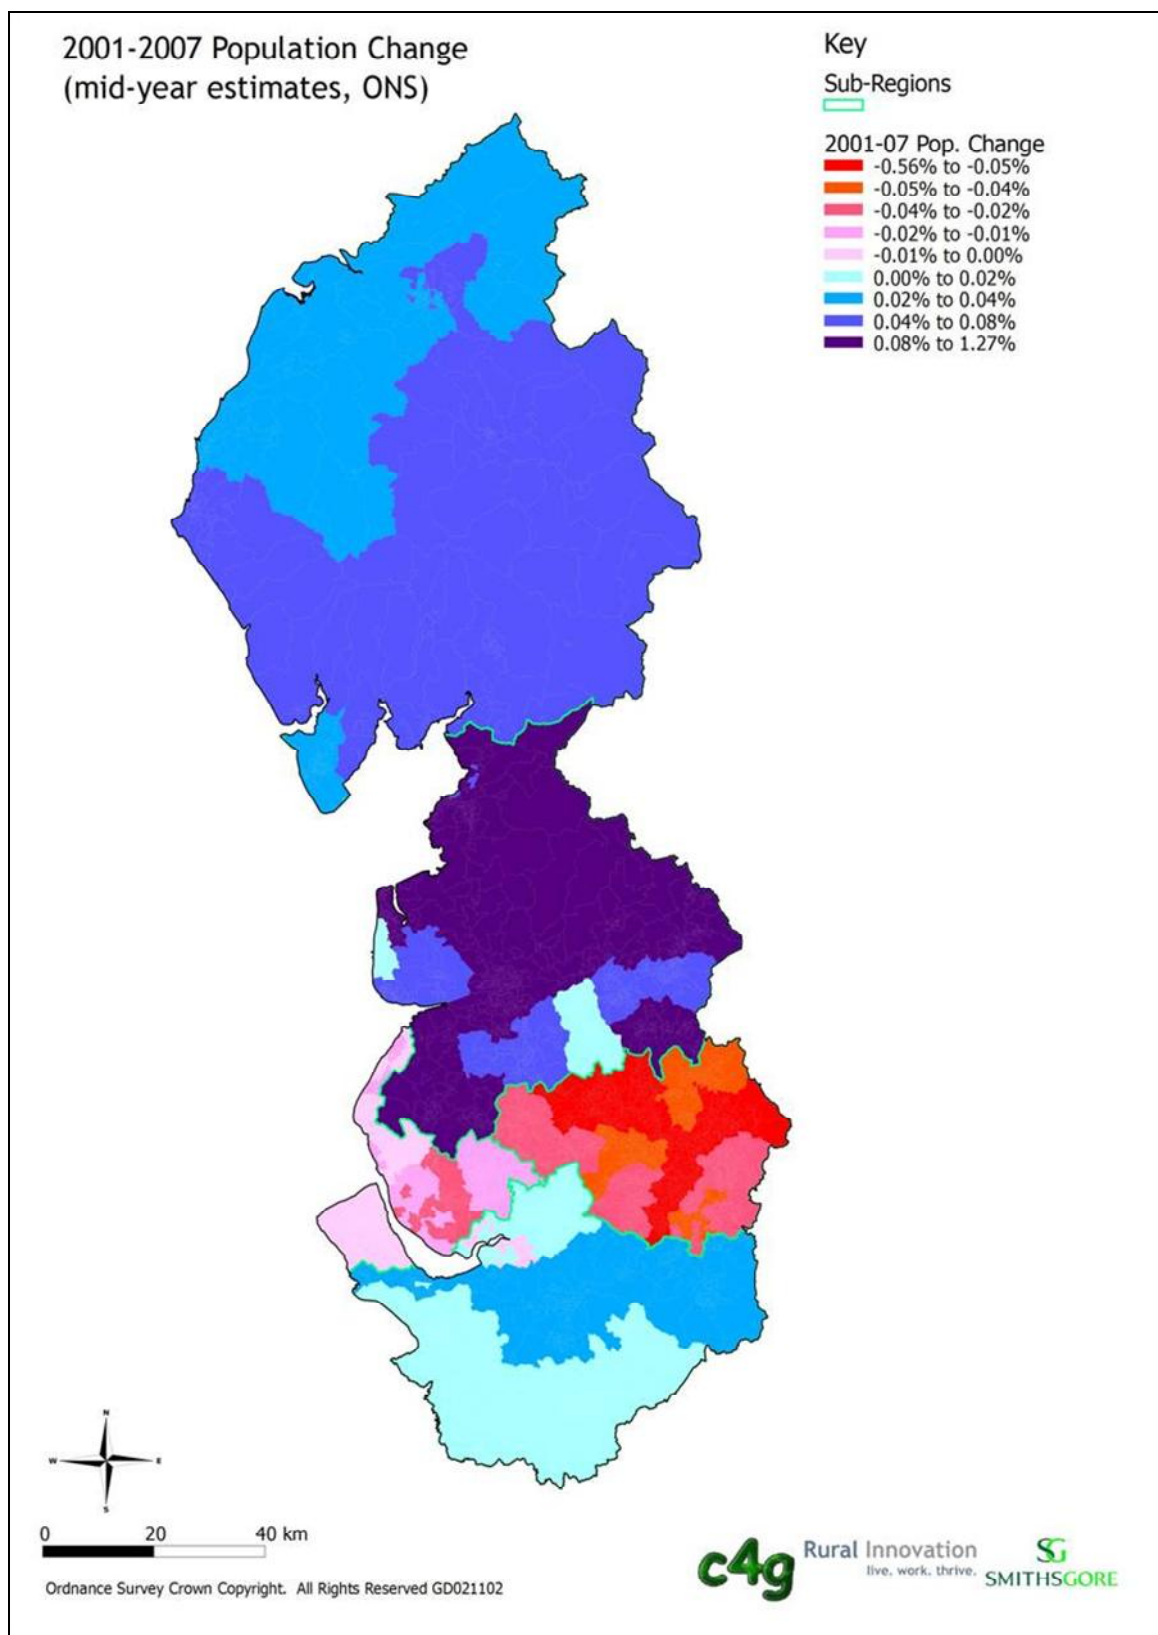 2001-2007 Population Change
(mid-year estimates, ONS)
Key
Sub-Regions
2001-07 Pop. Change
-0.56% to -0.05%
-0.05% to -0.04%
-0.04% to -0.02%
-0.02% to -0.01%
-0.01% to 0.00%
0.00% to 0.02%
0.02% to 0.04%
0.04% to 0.08%
0.08% to 1.27%
N
W E
S
0 20 40 km
Ordnance Survey Crown Copyright. All Rights Reserved GD021102
c4g
Rural Innovation
live. work. thrive.
SG
SMITHSGORE